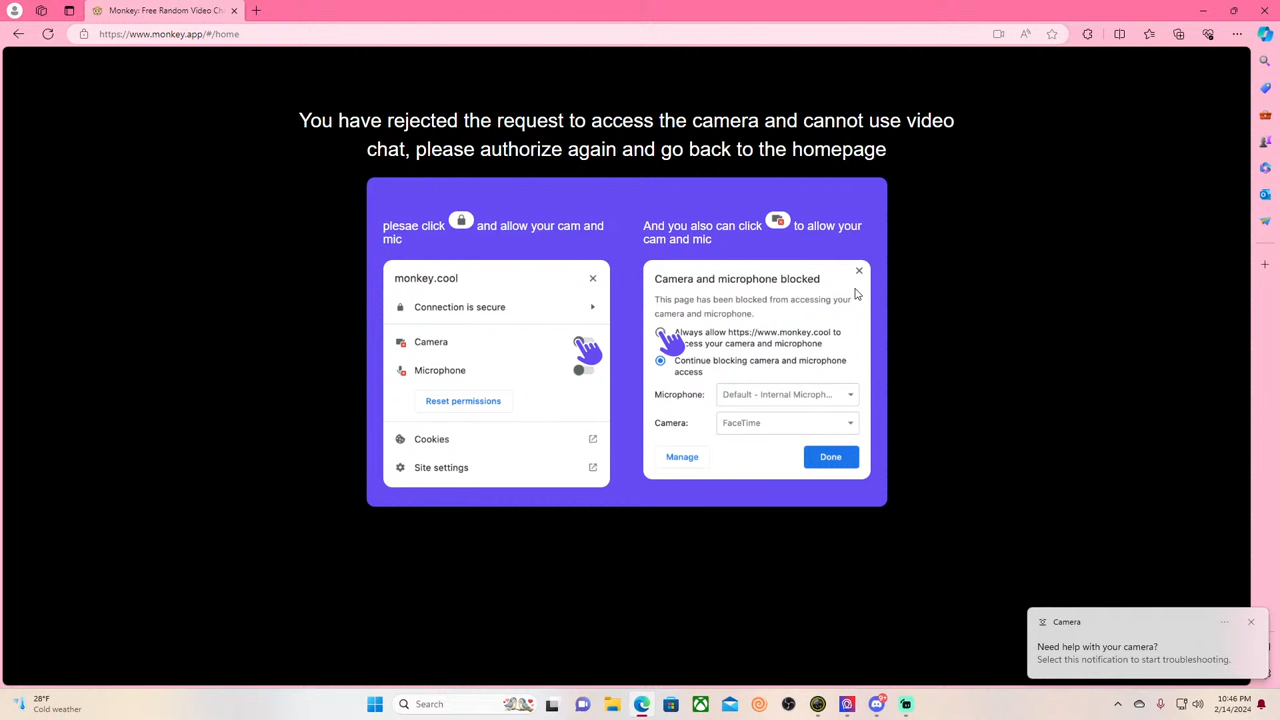 Monkey: Free Random Video Ch
https://www.monkey.app/#/home
You have rejected the request to access the camera and cannot use video
chat, please authorize again and go back to the homepage
plesae click and allow your cam and
mic
monkey.cool
Connection is secure
Camera
Microphone
Reset permissions
Cookies
Site settings
And you also can click to allow your
cam and mic
Camera and microphone blocked
This page has been blocked from accessing your
camera and microphone.
Always allow https://www.monkey.cool to
access your camera and microphone
Continue blocking camera and microphone
access
Microphone: Default - Internal Microph...
Camera: FaceTime
Manage Done
Camera
Need help with your camera?
Select this notification to start troubleshooting.
28°F
Cold weather
Search
9+
10:46 PM
2/14/2024